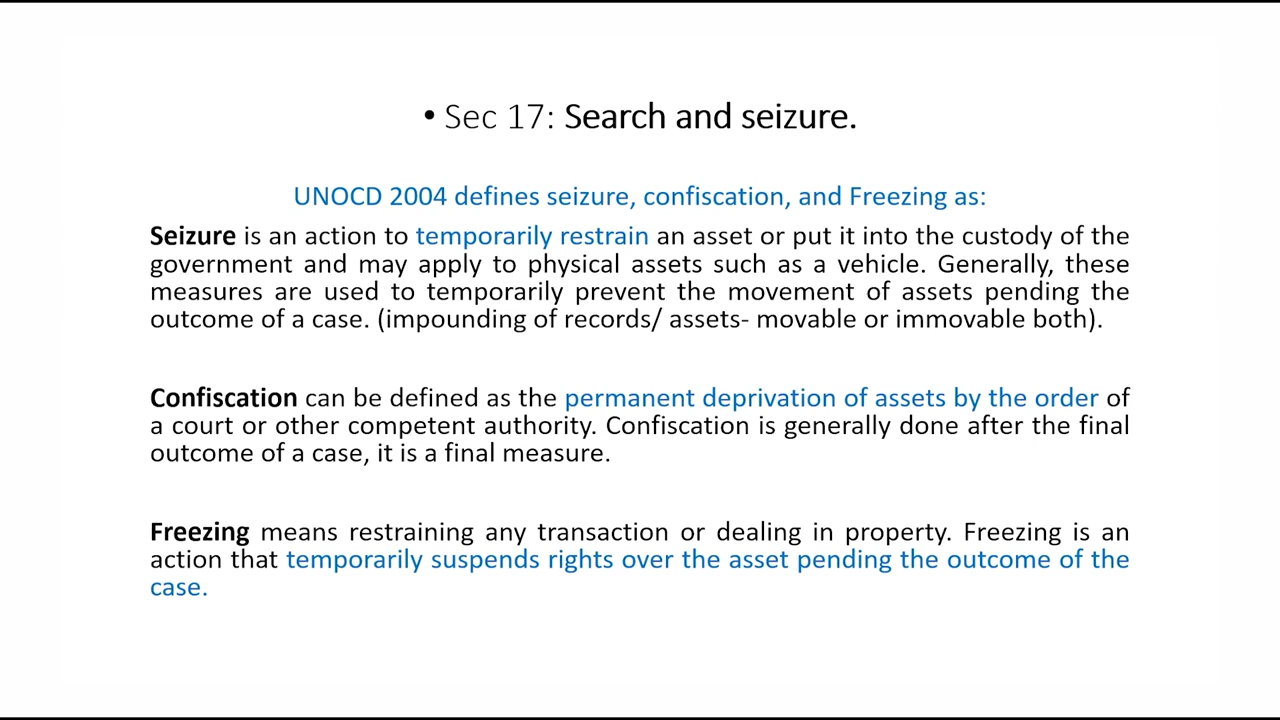 • Sec 17: Search and seizure.
UNOCD 2004 defines seizure, confiscation, and Freezing as:
Seizure is an action to temporarily restrain an asset or put it into the custody of the
government and may apply to physical assets such as a vehicle. Generally, these
measures are used to temporarily prevent the movement of assets pending the
outcome of a case. (impounding of records/ assets- movable or immovable both).
Confiscation can be defined as the permanent deprivation of assets by the order of
a court or other competent authority. Confiscation is generally done after the final
outcome of a case, it is a final measure.
Freezing means restraining any transaction or dealing in property. Freezing is an
action that temporarily suspends rights over the asset pending the outcome of the
case.